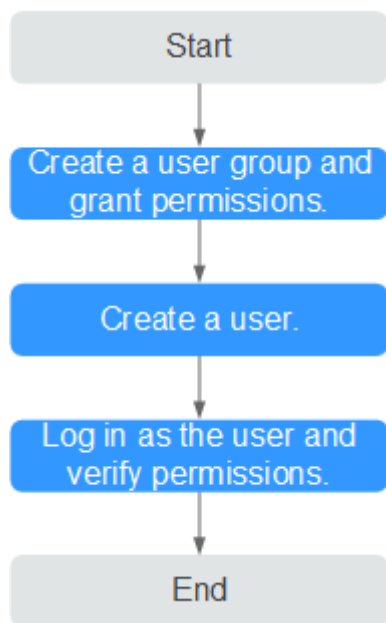 Start
Create a user group and
grant permissions.
Create a user.
Log in as the user and
verify permissions.
End